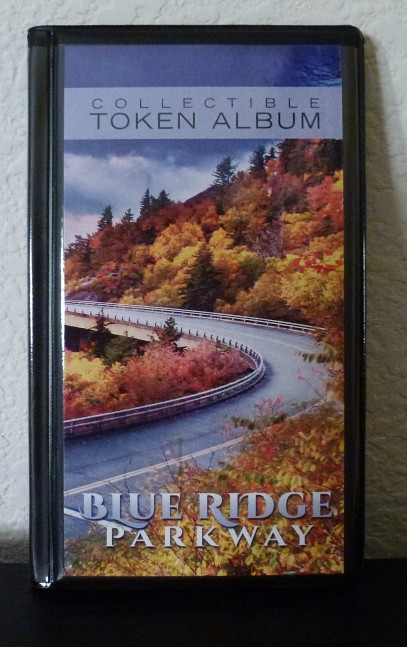 COLLECTIBLE
TOKEN ALBUM
BLUE RIDGE
PARKWAY